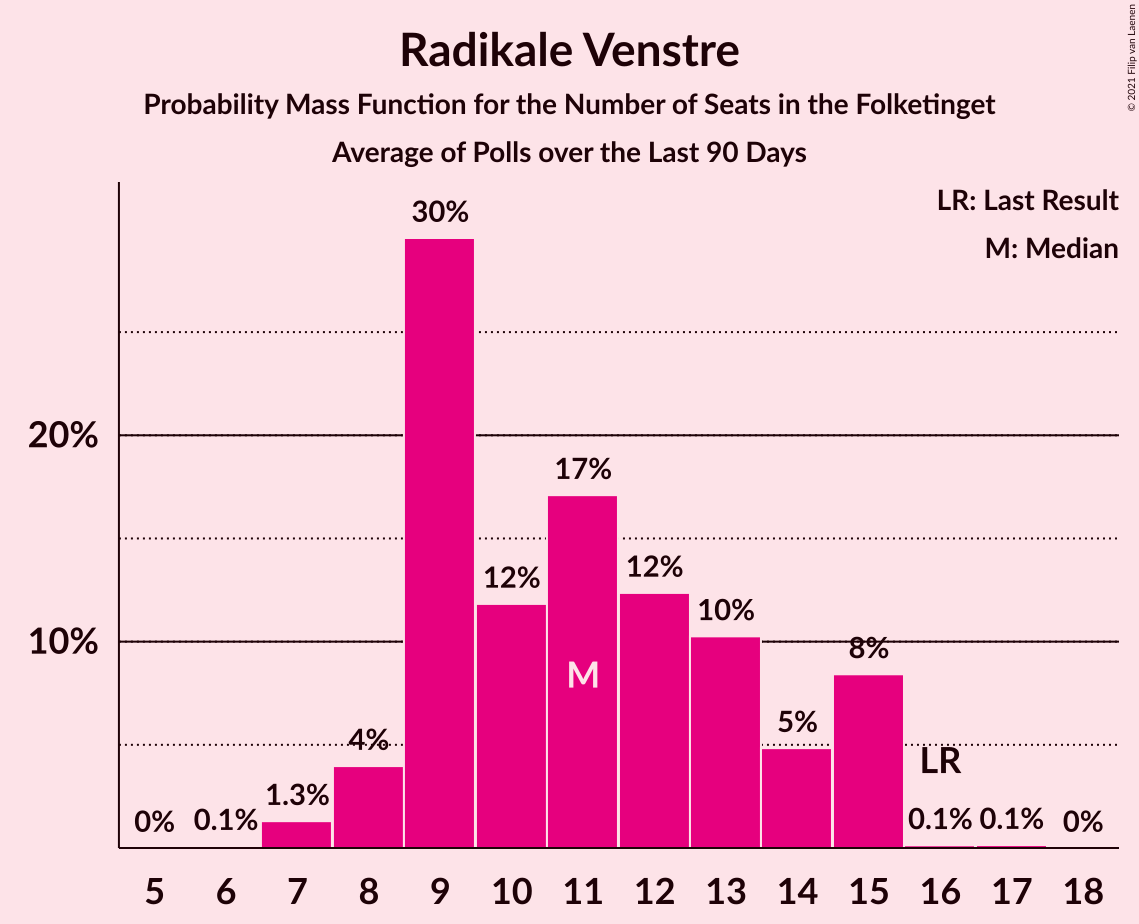 Radikale Venstre
Probability Mass Function for the Number of Seats in the Folketinget
Average of Polls over the Last 90 Days
© 2021 Filip van Laenen
LR: Last Result
M: Median
30%
20%
17%
12%
12%
10%
10%
8%
M
5%
4%
LR
1.3%
0%
0.1%
0.1%
0.1%
0%
5 6 7 8 9 10 11 12 13 14 15 16 17 18